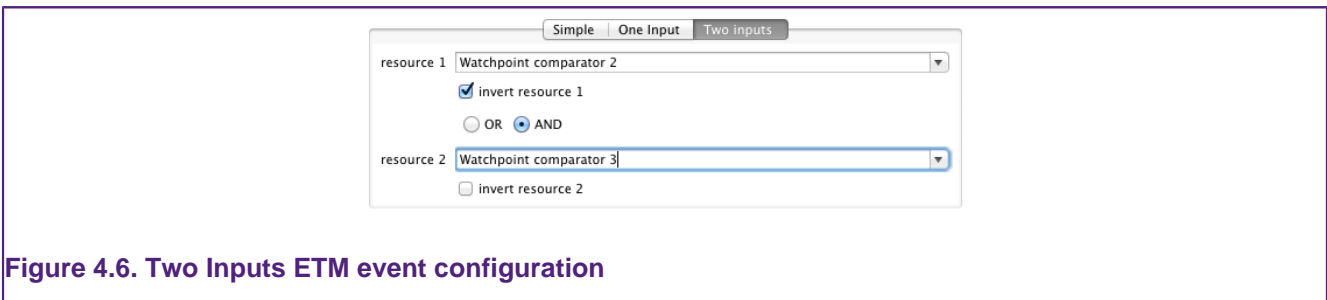 Simple One Input Two inputs
resource 1 Watchpoint comparator 2
invert resource 1
OR AND
resource 2 Watchpoint comparator 3
invert resource 2
Figure 4.6. Two Inputs ETM event configuration